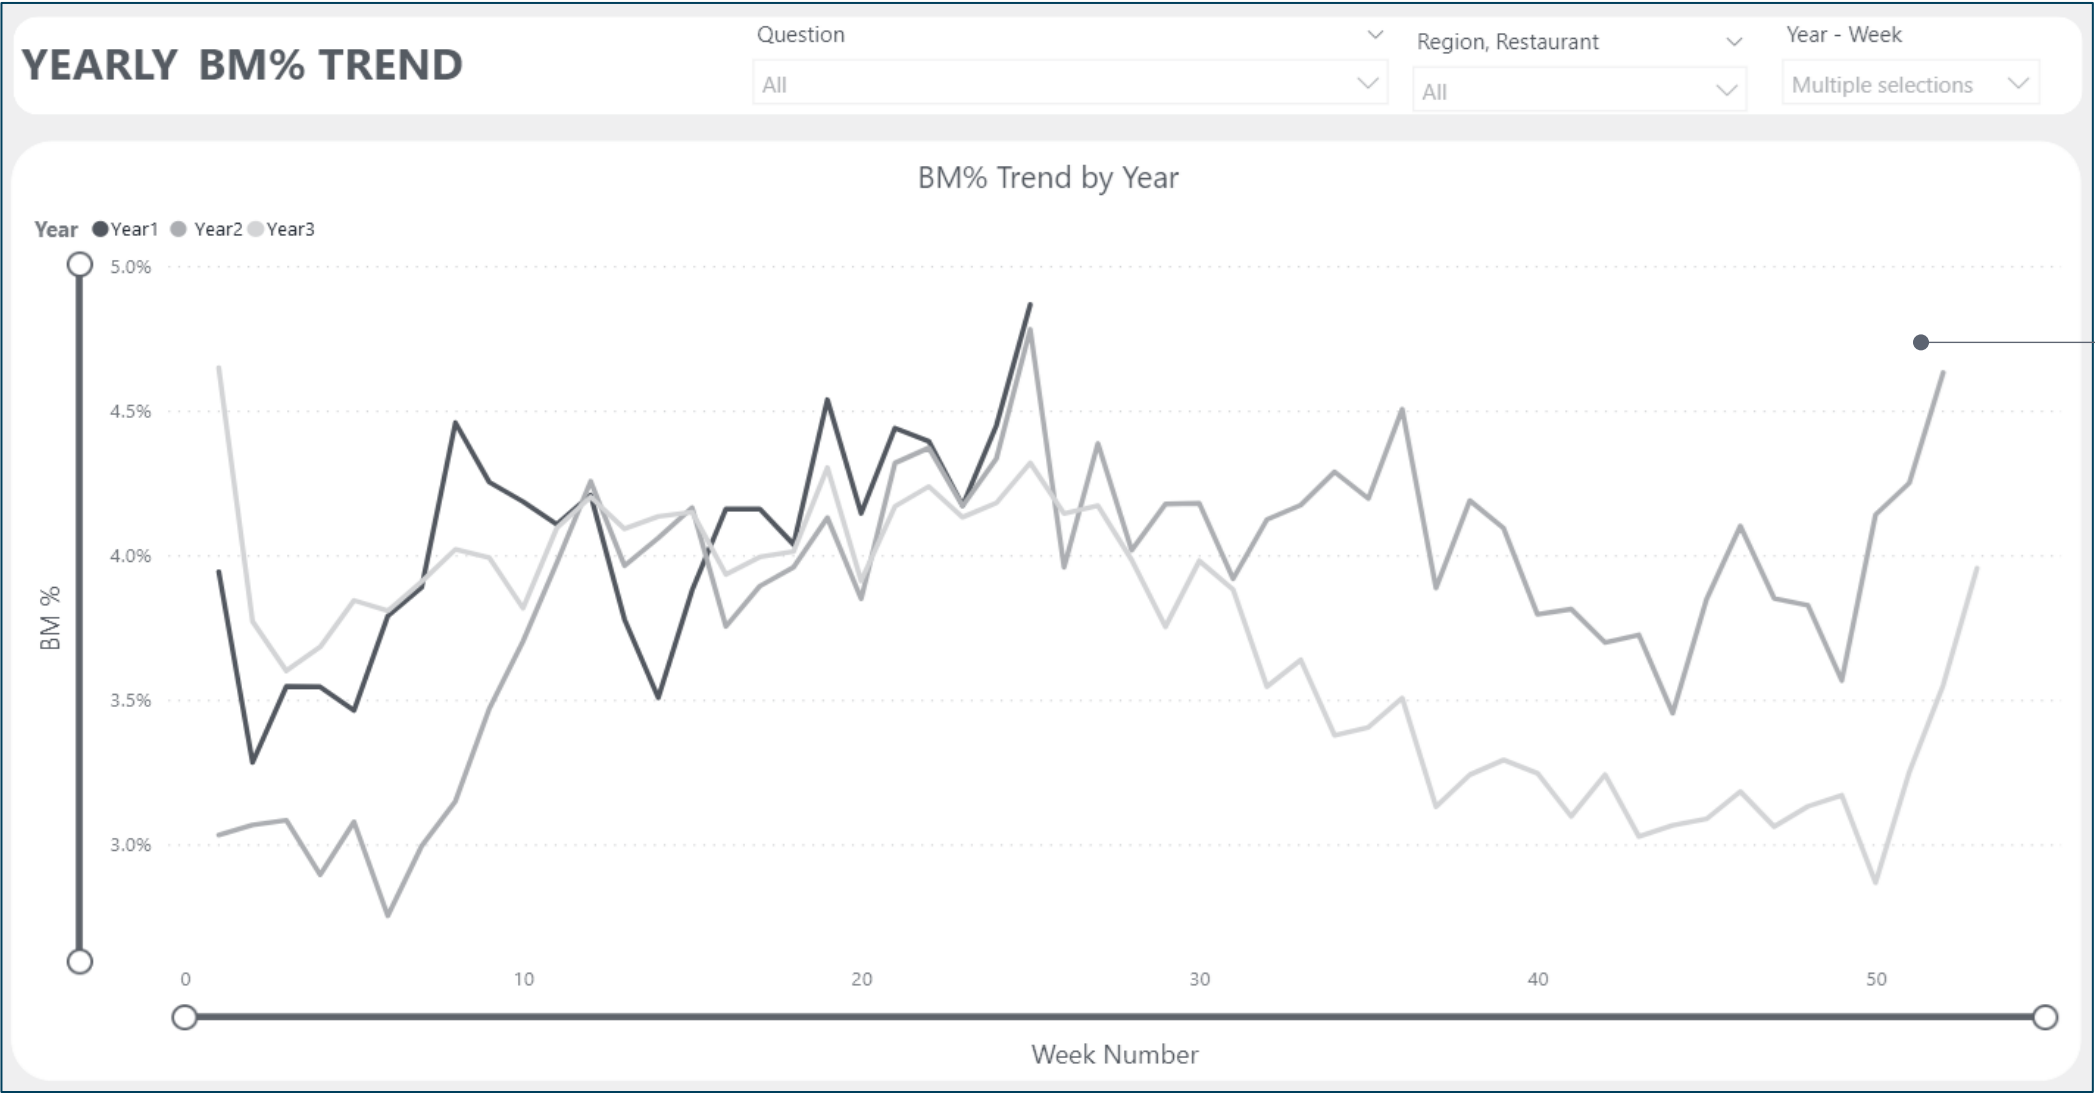 YEARLY BM% TREND
Question
All
Region, Restaurant
All
Year - Week
Multiple selections
BM% Trend by Year
Year Year1 Year2 Year3
5.0%
4.5%
4.0%
3.5%
3.0%
BM %
0 10 20 30 40 50
Week Number